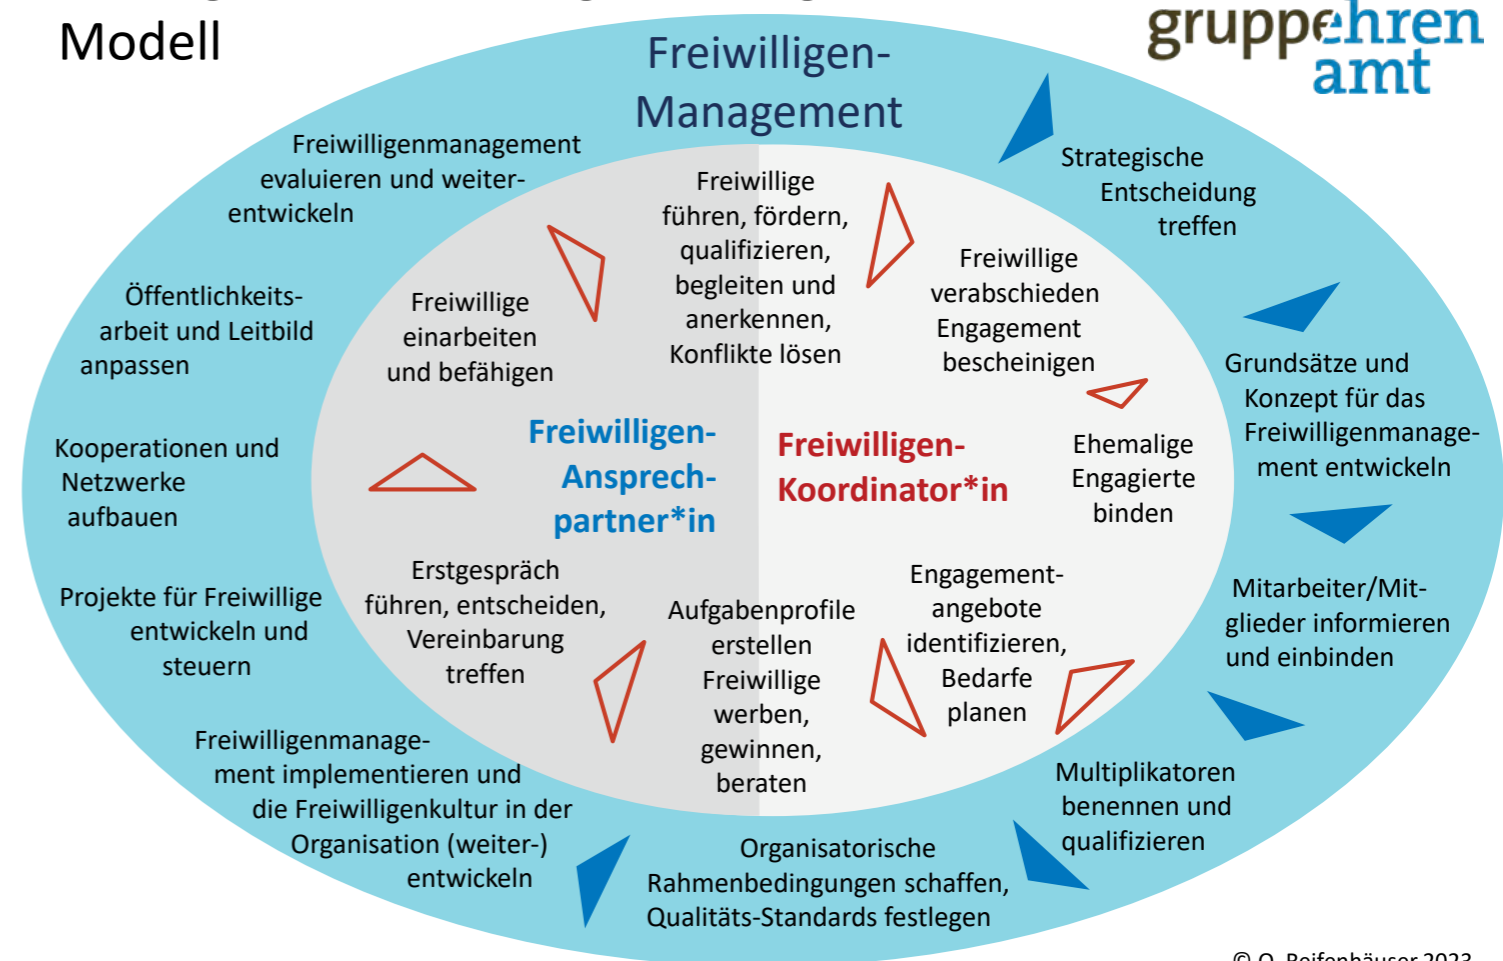 Modell
gruppehren
amt
Freiwilligen-
Management
Strategische
Entscheidung
treffen
Grundsätze und
Konzept für das
Freiwilligenmanage-
ment entwickeln
Mitarbeiter/Mit-
glieder informieren
und einbinden
Multiplikatoren
benennen und
qualifizieren
Organisatorische
Rahmenbedingungen schaffen,
Qualitäts-Standards festlegen
Freiwilligenmanage-
ment implementieren und
die Freiwilligenkultur in der
Organisation (weiter-)
entwickeln
Projekte für Freiwillige
entwickeln und
steuern
Kooperationen und
Netzwerke
aufbauen
Öffentlichkeits-
arbeit und Leitbild
anpassen
Freiwilligenmanagement
evaluieren und weiter-
entwickeln
Freiwillige
führen, fördern,
qualifizieren,
begleiten und
anerkennen,
Konflikte lösen
Freiwillige
verabschieden
Engagement
bescheinigen
Ehemalige
Engagierte
binden
Engagement-
angebote
identifizieren,
Bedarfe
planen
Aufgabenprofile
erstellen
Freiwillige
werben,
gewinnen,
beraten
Erstgespräch
führen, entscheiden,
Vereinbarung
treffen
Freiwillige
einarbeiten
und befähigen
Freiwilligen-
Ansprech-
partner*in
Freiwilligen-
Koordinator*in
© O. Reifenhäuser 2023